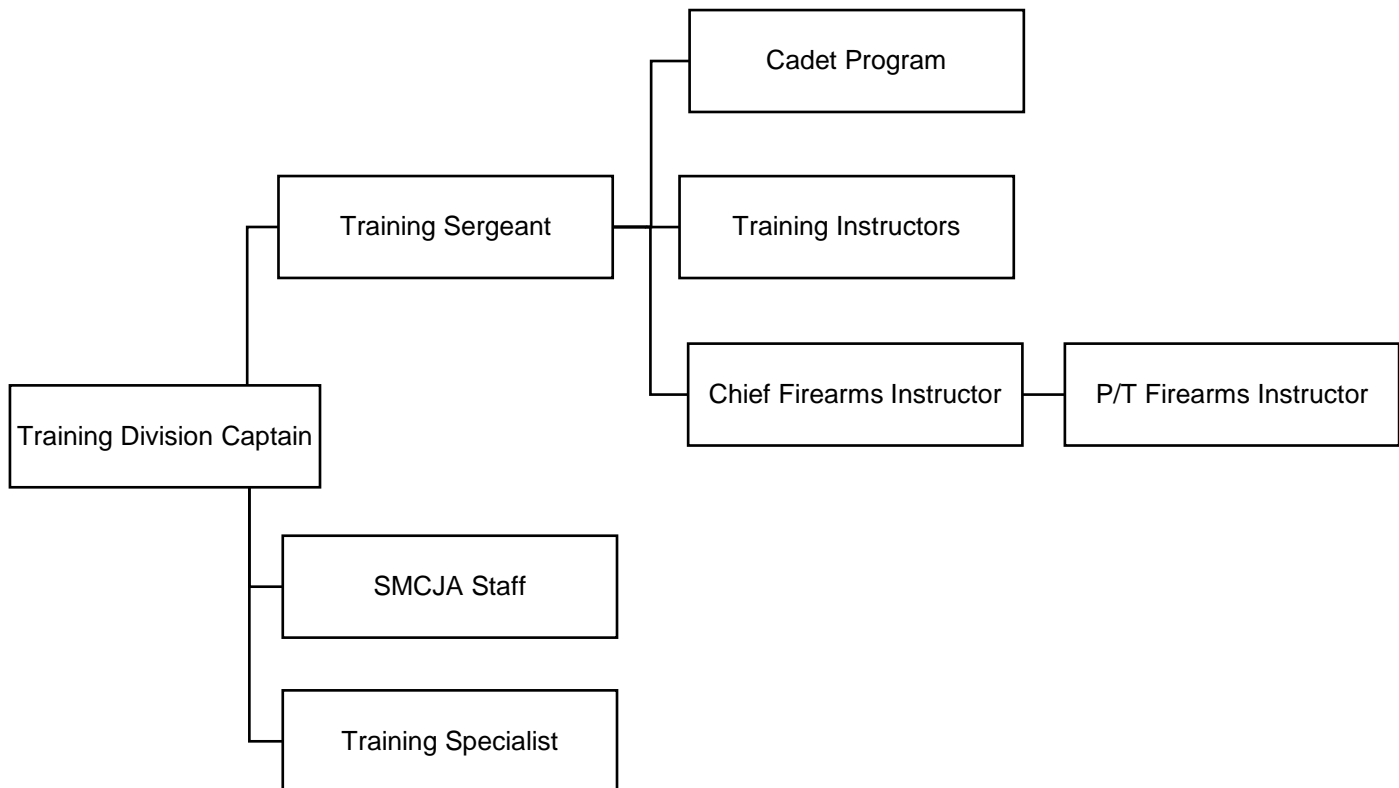 Cadet Program
Training Sergeant
Training Instructors
Chief Firearms Instructor
P/T Firearms Instructor
Training Division Captain
SMCJA Staff
Training Specialist